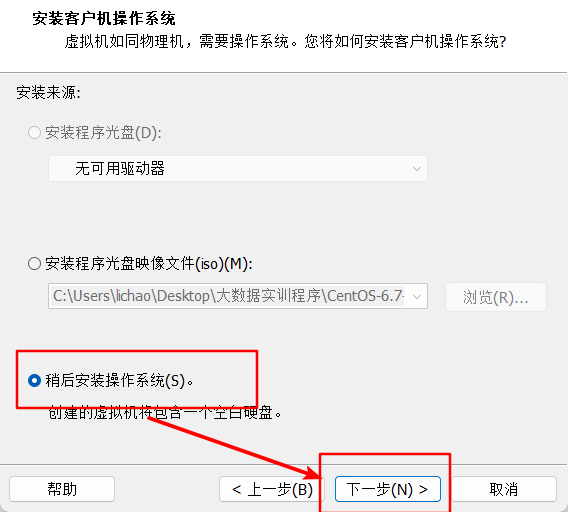 安装客户机操作系统
虚拟机如同物理机，需要操作系统。您将如何安装客户机操作系统?
安装来源:
安装程序光盘(D):
无可用驱动器
安装程序光盘映像文件(iso)(M):
C:\Users\lichao\Desktop\大数据实训程序\CentOS-6.7-
浏览(R)...
稍后安装操作系统(S)。
创建的虚拟机将包含一个空白硬盘。
帮助
< 上一步(B)
下一步(N) >
取消